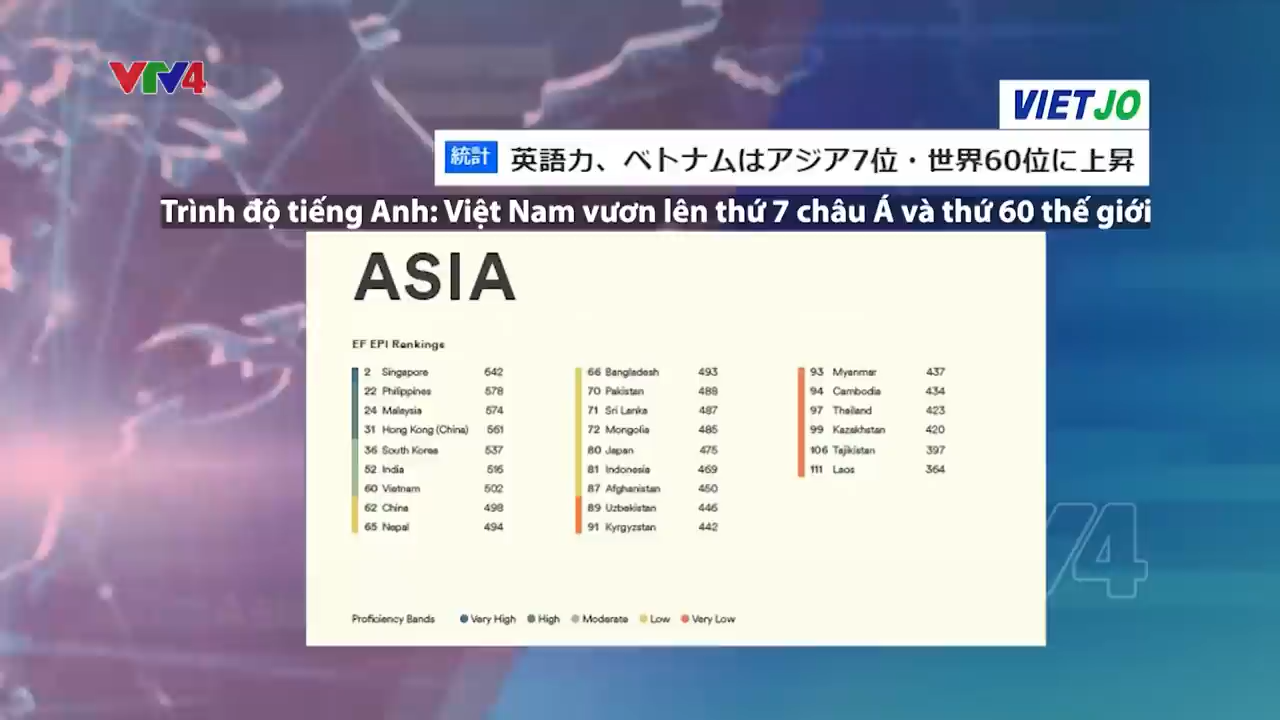 VTV4
VIETJO
統計 英語力、ベトナムはアジア7位・世界60位に上昇
Trình độ tiếng Anh: Việt Nam vươn lên thứ 7 châu Á và thứ 60 thế giới
ASIA
EF EPI Rankings
2 Singapore 642
22 Philippines 578
24 Malaysia 574
31 Hong Kong (China) 561
36 South Korea 537
52 India 516
60 Vietnam 502
62 China 498
65 Nepal 494
66 Bangladesh 493
70 Pakistan 488
71 Sri Lanka 487
72 Mongolia 485
80 Japan 475
81 Indonesia 469
87 Afghanistan 450
89 Uzbekistan 446
91 Kyrgyzstan 442
93 Myanmar 437
94 Cambodia 434
97 Thailand 423
99 Kazakhstan 420
106 Tajikistan 397
111 Laos 364
V4
Proficiency Bands Very High High Moderate Low Very Low